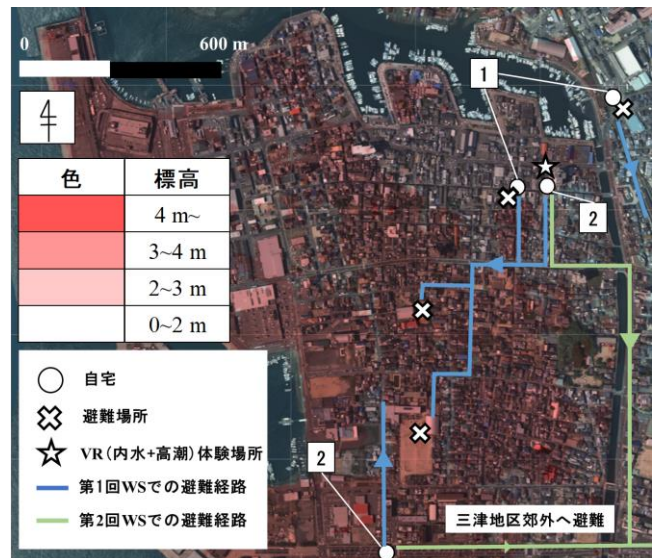 0 600 m
1
色 標高
4 m~
3~4 m
2~3 m
0~2 m
2
自宅
避難場所
VR(内水+高潮)体験場所
第1回WSでの避難経路
第2回WSでの避難経路
2
三津地区郊外へ避難